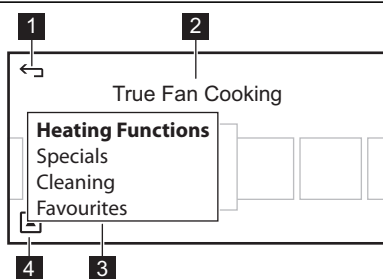 1 2
True Fan Cooking
Heating Functions
Specials
Cleaning
Favourites
4 3